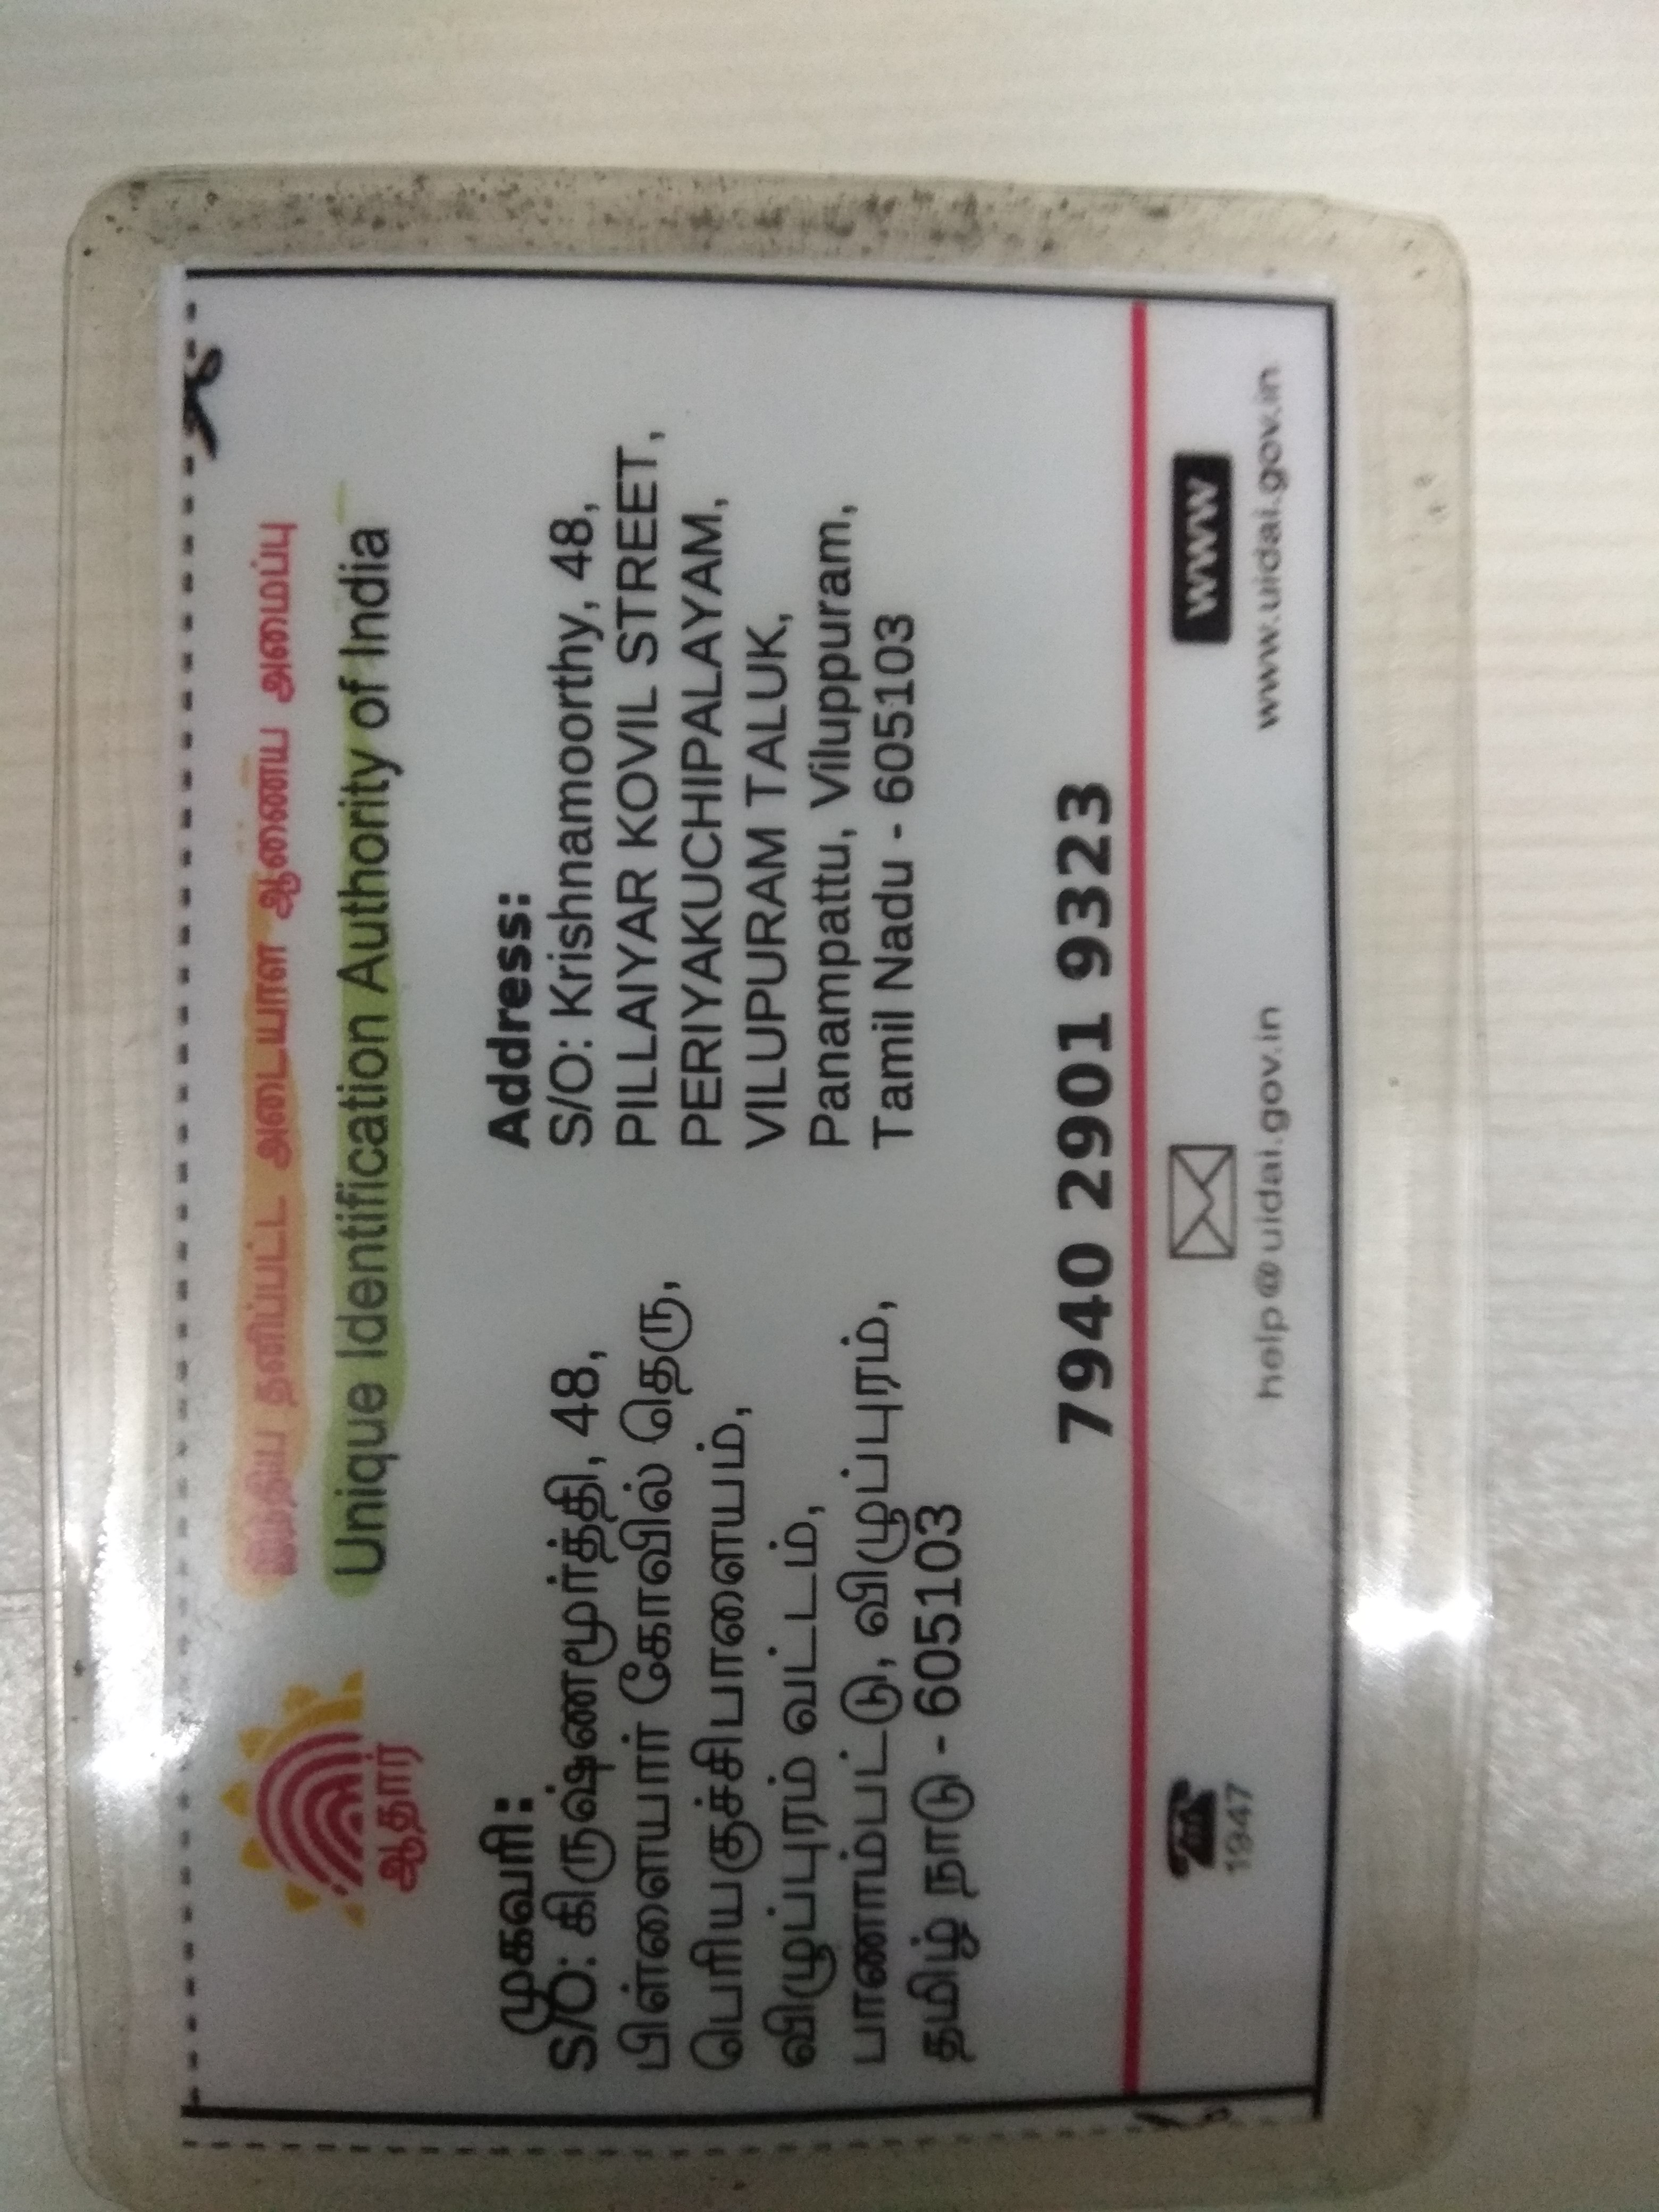 இந்திய தனிப்பட்ட அடையாள ஆணைய அமைப்பு
Unique Identification Authority of India
ஆதார்
முகவரி:
S/O: கிருஷ்ணமூர்த்தி, 48,
பிள்ளையார் கோவில் தெரு,
பெரியகுச்சிபாளையம்,
விழுப்புரம் வட்டம்,
பாணாம்பட்டு, விழுப்புரம்,
தமிழ் நாடு - 605103
Address:
S/O: Krishnamoorthy, 48,
PILLAIYAR KOVIL STREET,
PERIYAKUCHIPALAYAM,
VILUPURAM TALUK,
Panampattu, Viluppuram,
Tamil Nadu - 605103
7940 2901 9323
1947
help@uidai.gov.in
www
www.uidai.gov.in